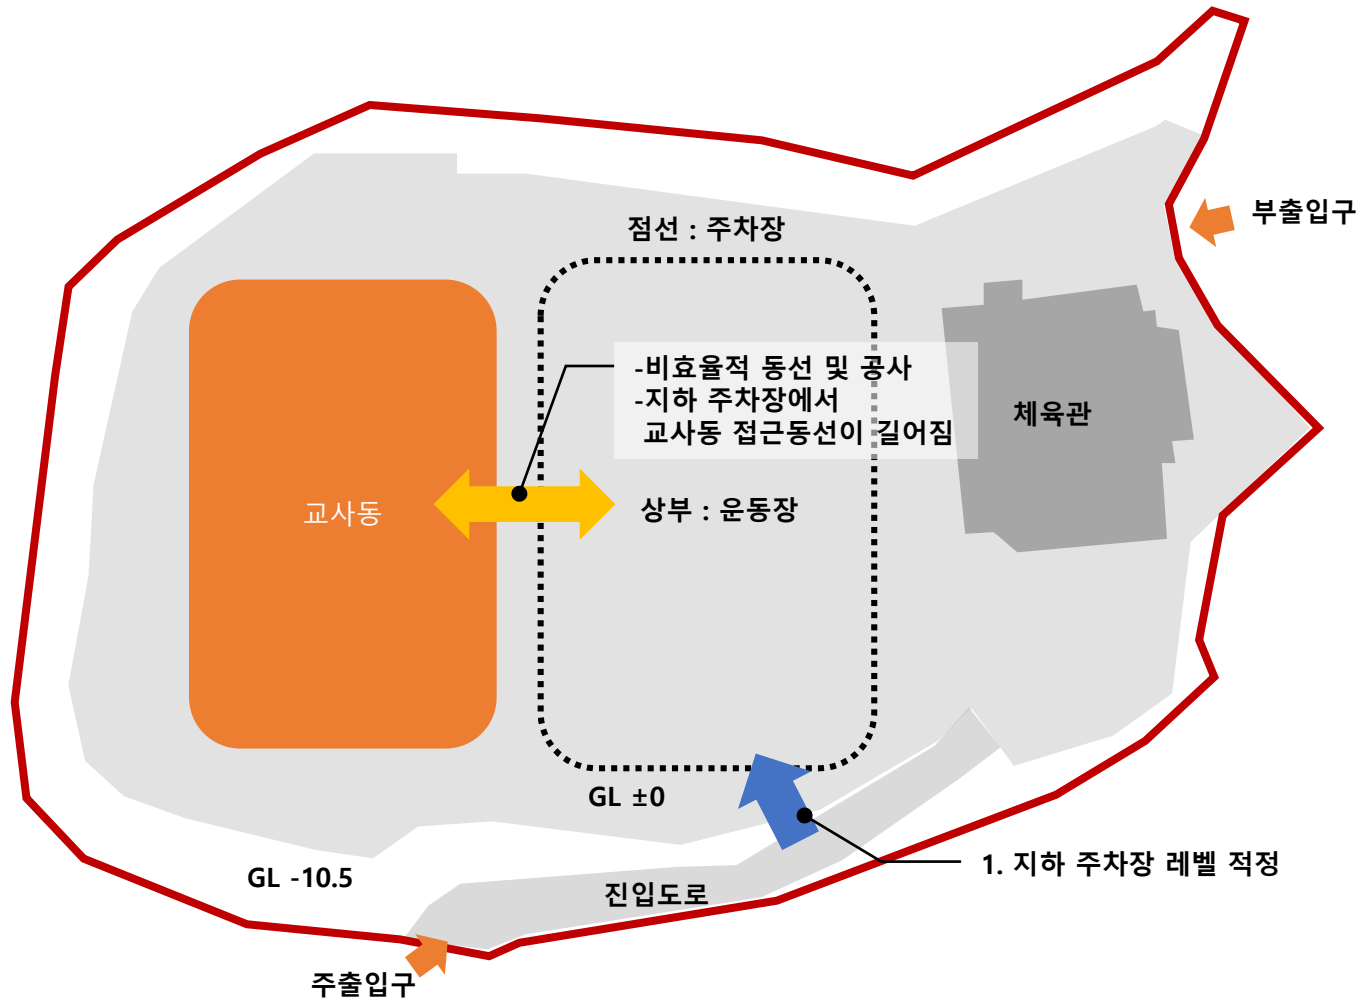 부출입구
점선 : 주차장
-비효율적 동선 및 공사
-지하 주차장에서
교사동 접근동선이 길어짐
체육관
교사동
상부 : 운동장
GL ±0
1. 지하 주차장 레벨 적정
GL -10.5
진입도로
주출입구